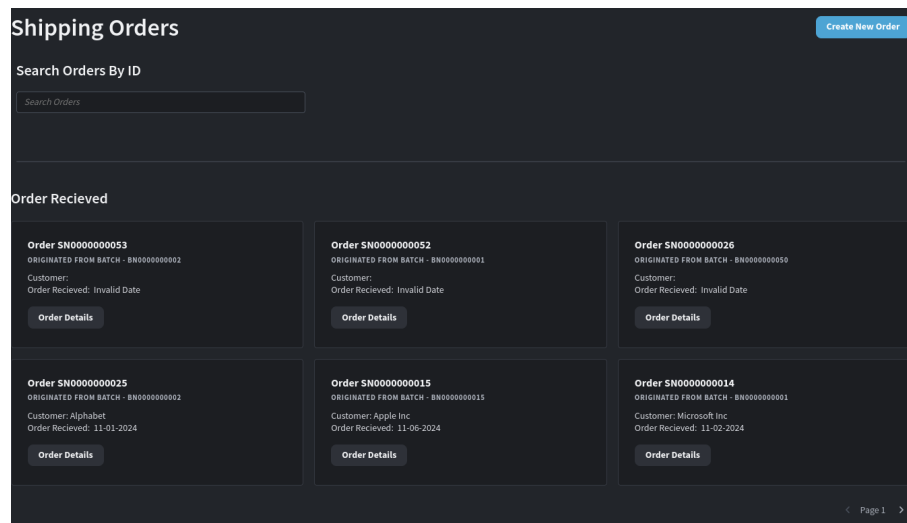 Shipping Orders
Create New Order
Search Orders By ID
Search Orders
Order Recieved
Order SN0000000053
ORIGINATED FROM BATCH - BN0000000002
Customer:
Order Recieved: Invalid Date
Order Details
Order SN0000000052
ORIGINATED FROM BATCH - BN0000000001
Customer:
Order Recieved: Invalid Date
Order Details
Order SN0000000026
ORIGINATED FROM BATCH - BN0000000050
Customer:
Order Recieved: Invalid Date
Order Details
Order SN0000000025
ORIGINATED FROM BATCH - BN0000000002
Customer: Alphabet
Order Recieved: 11-01-2024
Order Details
Order SN0000000015
ORIGINATED FROM BATCH - BN0000000015
Customer: Apple Inc
Order Recieved: 11-06-2024
Order Details
Order SN0000000014
ORIGINATED FROM BATCH - BN0000000001
Customer: Microsoft Inc
Order Recieved: 11-02-2024
Order Details
Page 1